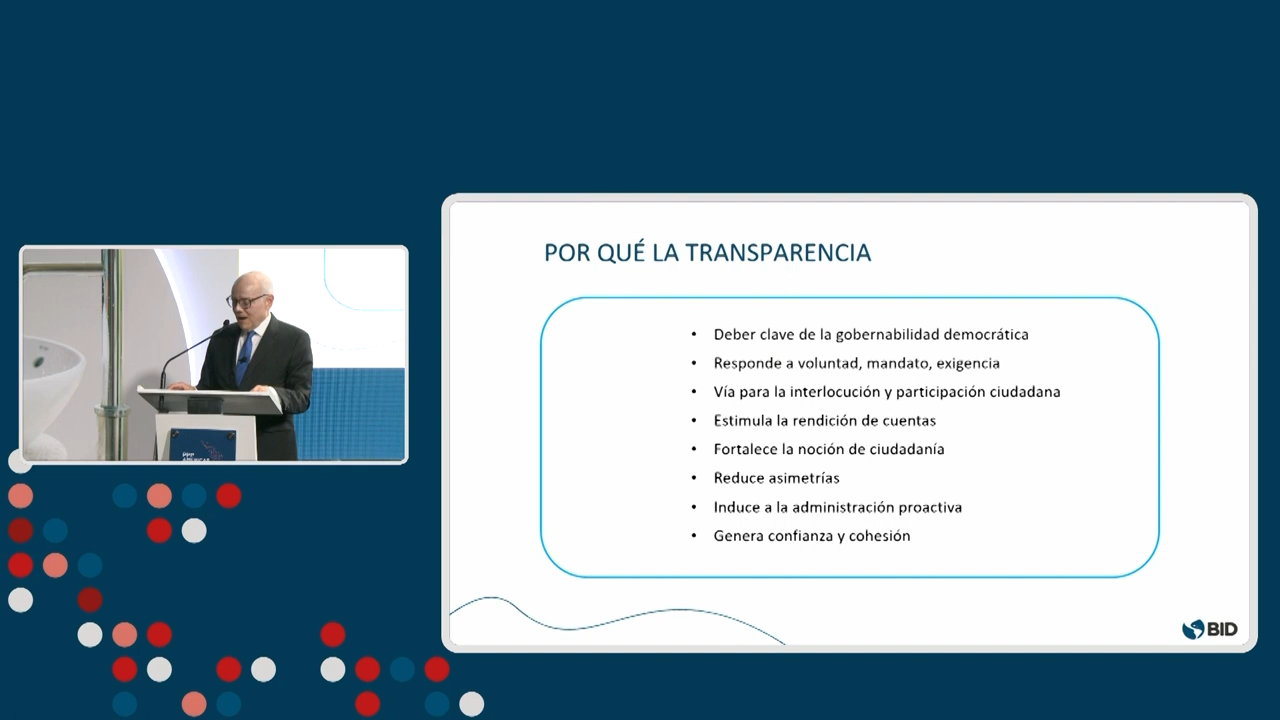 POR QUÉ LA TRANSPARENCIA
• Deber clave de la gobernabilidad democrática
• Responde a voluntad, mandato, exigencia
• Vía para la interlocución y participación ciudadana
• Estimula la rendición de cuentas
• Fortalece la noción de ciudadanía
• Reduce asimetrías
• Induce a la administración proactiva
• Genera confianza y cohesión
BID
PPP
AMÉRICAS